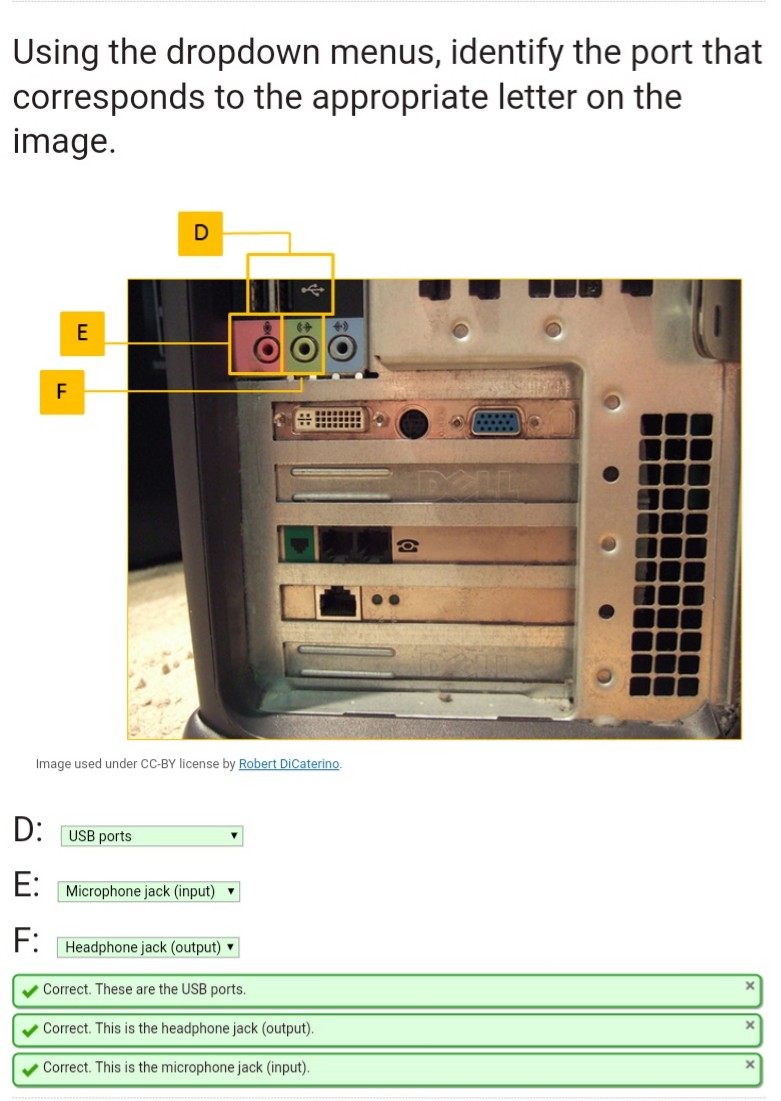 Using the dropdown menus, identify the port that
corresponds to the appropriate letter on the
image.
D
E
F
DELL
DELL
Image used under CC-BY license by Robert DiCaterino.
D: USB ports
E: Microphone jack (input)
F: Headphone jack (output)
Correct. These are the USB ports.
Correct. This is the headphone jack (output).
Correct. This is the microphone jack (input).